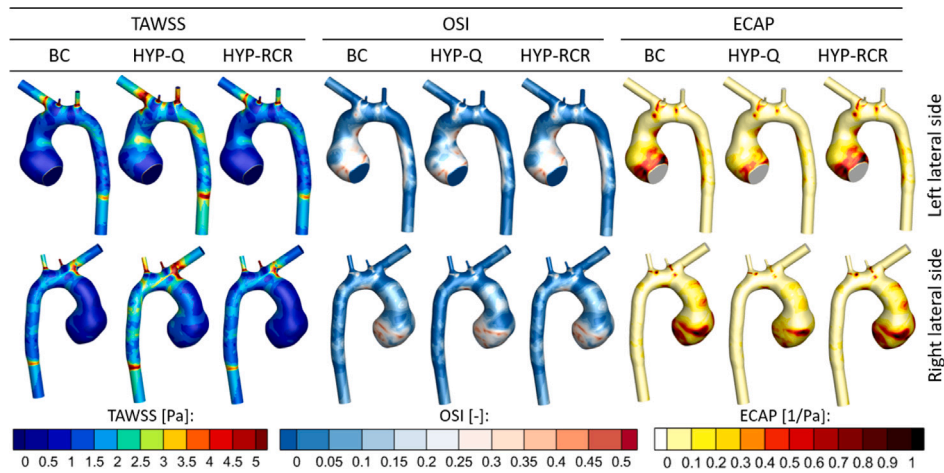 TAWSS OSI ECAP
BC HYP-Q HYP-RCR BC HYP-Q HYP-RCR BC HYP-Q HYP-RCR
Left lateral side
Right lateral side
TAWSS [Pa]: OSI [-]: ECAP [1/Pa]:
0 0.5 1 1.5 2 2.5 3 3.5 4 4.5 5 0 0.05 0.1 0.15 0.2 0.25 0.3 0.35 0.4 0.45 0.5 0 0.1 0.2 0.3 0.4 0.5 0.6 0.7 0.8 0.9 1